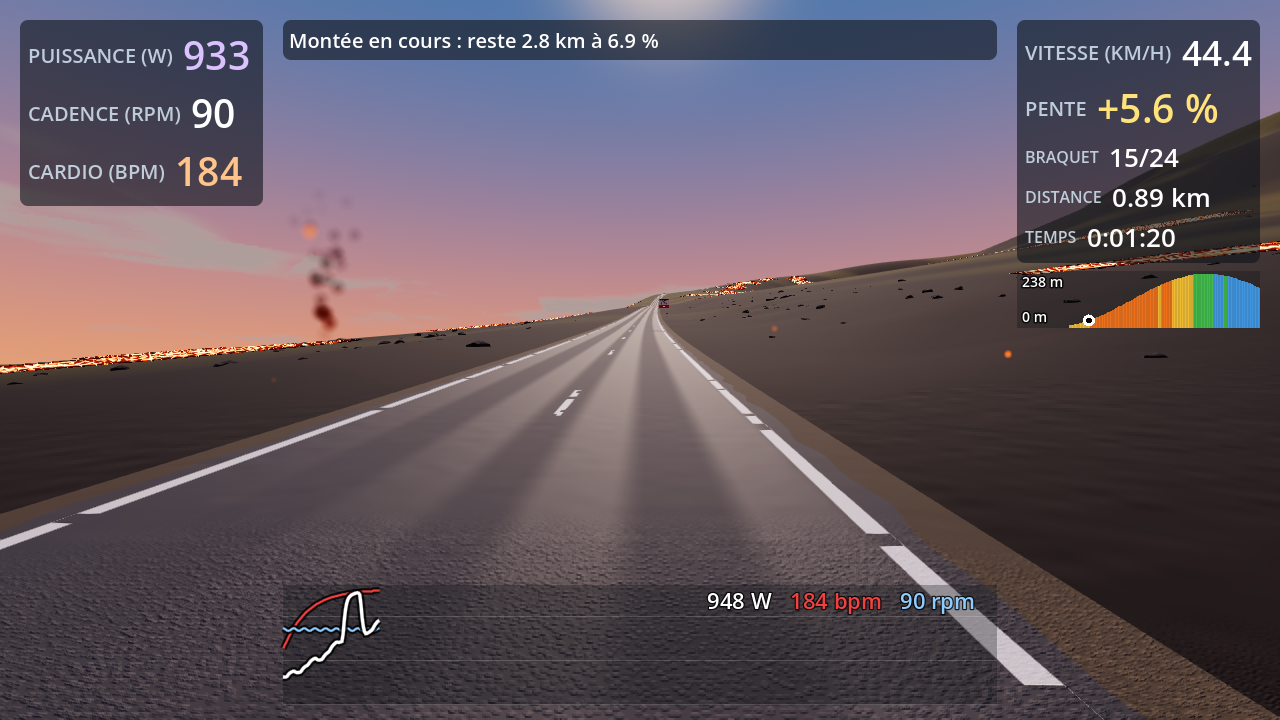 PUISSANCE (W) 933
CADENCE (RPM) 90
CARDIO (BPM) 184
Montée en cours : reste 2.8 km à 6.9 %
VITESSE (KM/H) 44.4
PENTE +5.6 %
BRAQUET 15/24
DISTANCE 0.89 km
TEMPS 0:01:20
238 m
0 m
948 W 184 bpm 90 rpm